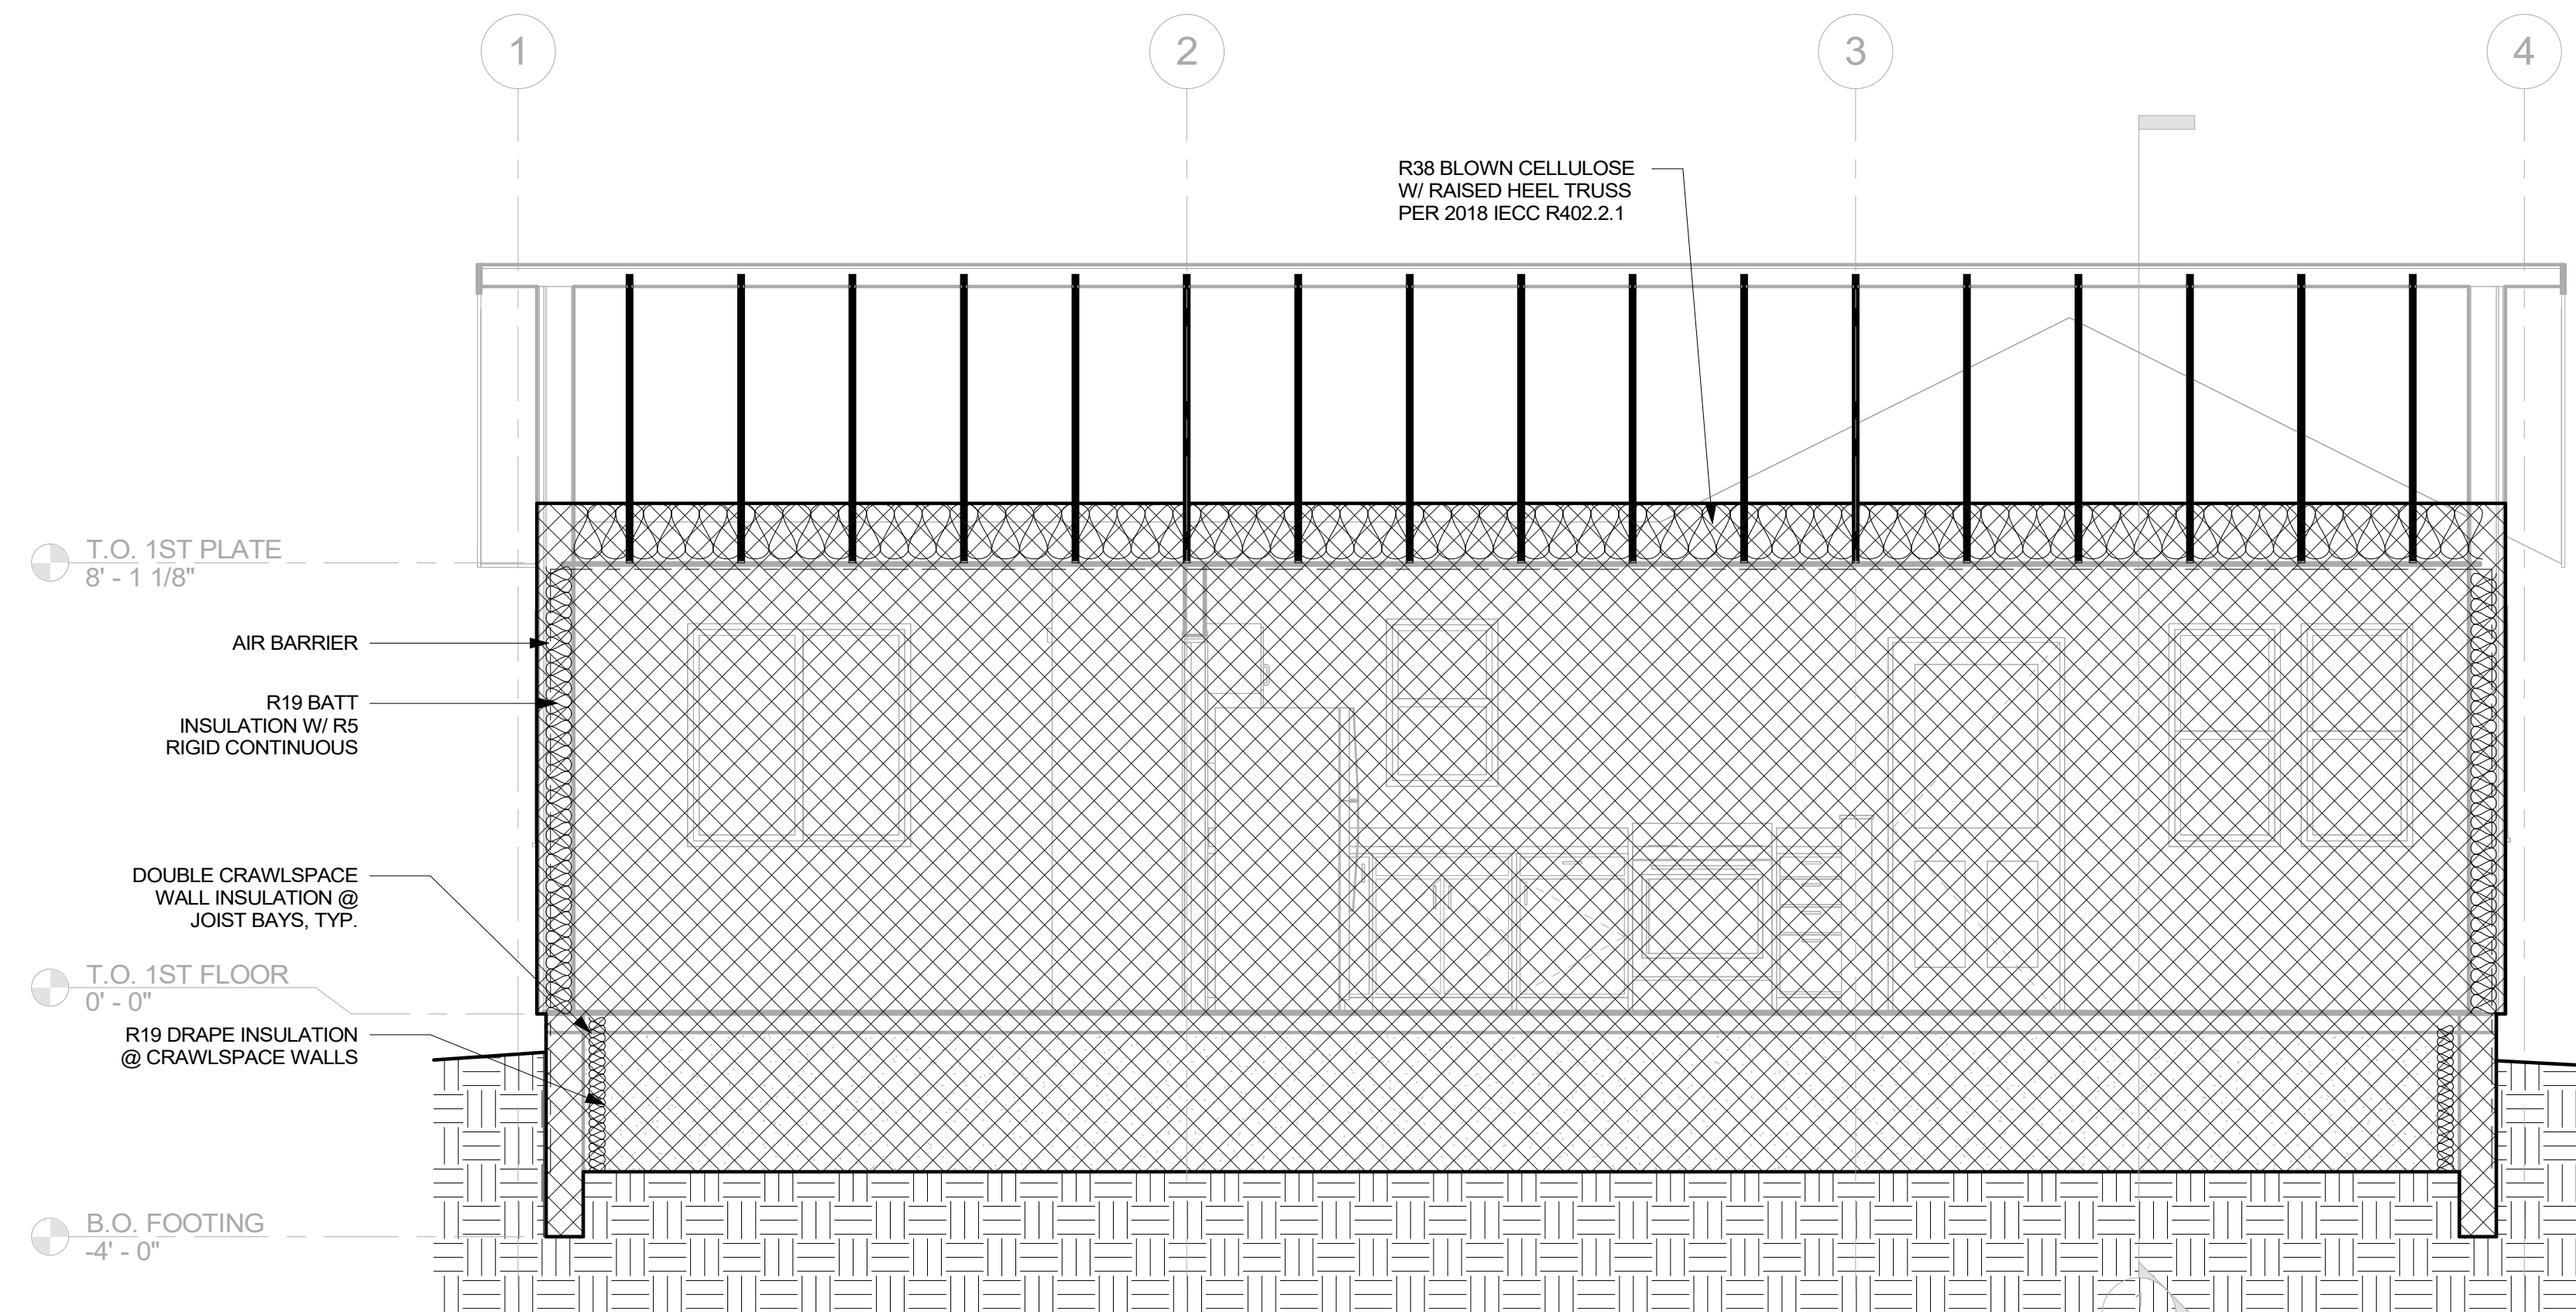 1
2
3
4
R38 BLOWN CELLULOSE
W/ RAISED HEEL TRUSS
PER 2018 IECC R402.2.1
T.O. 1ST PLATE
8' - 1 1/8"
AIR BARRIER
R19 BATT
INSULATION W/ R5
RIGID CONTINUOUS
DOUBLE CRAWLSPACE
WALL INSULATION @
JOIST BAYS, TYP.
T.O. 1ST FLOOR
0' - 0"
R19 DRAPE INSULATION
@ CRAWLSPACE WALLS
B.O. FOOTING
-4' - 0"